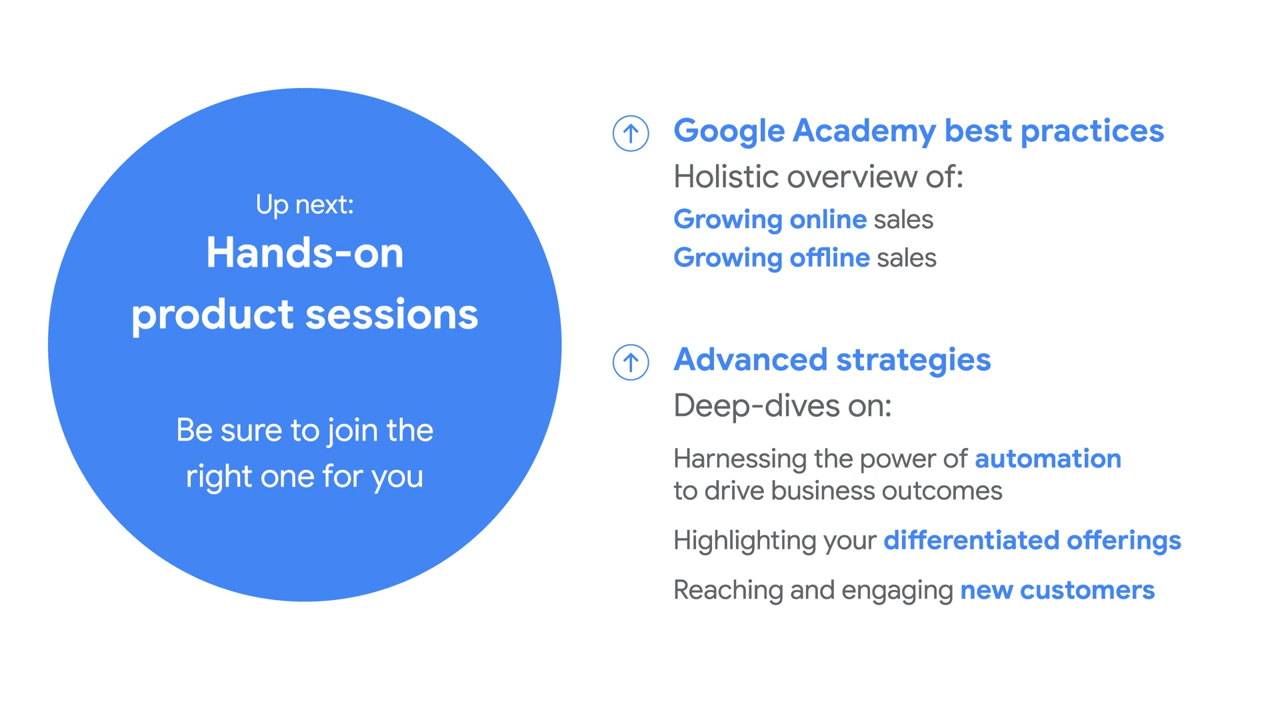 Up next:
Hands-on
product sessions
Be sure to join the
right one for you
Google Academy best practices
Holistic overview of:
Growing online sales
Growing offline sales
Advanced strategies
Deep-dives on:
Harnessing the power of automation
to drive business outcomes
Highlighting your differentiated offerings
Reaching and engaging new customers